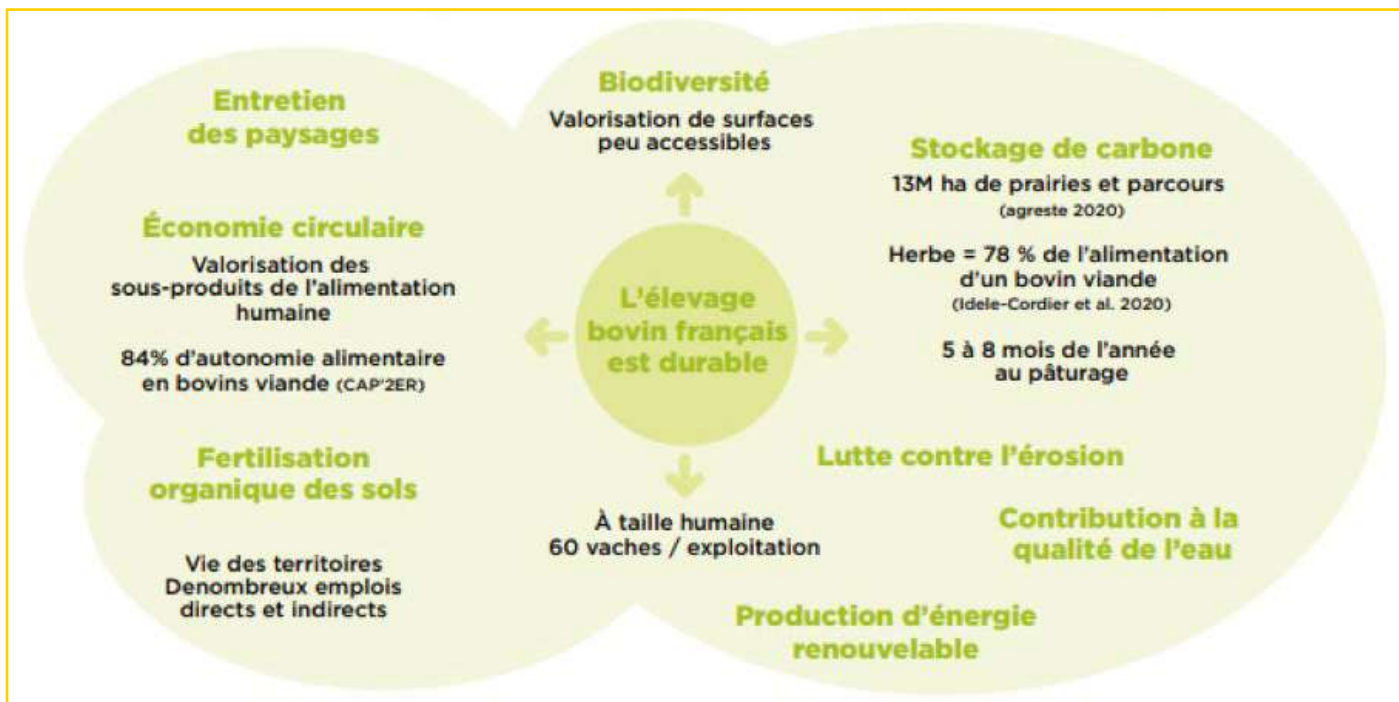 Entretien
des paysages
Économie circulaire
Valorisation des
sous-produits de l'alimentation
humaine
84% d'autonomie alimentaire
en bovins viande (CAP'2ER)
Fertilisation
organique des sols
Vie des territoires
Denombreux emplois
directs et indirects
Biodiversité
Valorisation de surfaces
peu accessibles
L'élevage
bovin français
est durable
À taille humaine
60 vaches / exploitation
Stockage de carbone
13M ha de prairies et parcours
(agreste 2020)
Herbe = 78 % de l'alimentation
d'un bovin viande
(Idele-Cordier et al. 2020)
5 à 8 mois de l'année
au pâturage
Lutte contre l'érosion
Contribution à la
qualité de l'eau
Production d'énergie
renouvelable